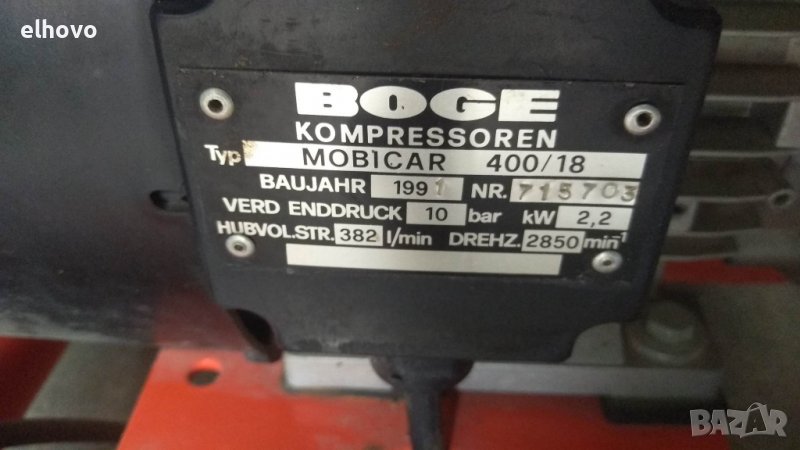 elhovo
BOGE
KOMPRESSOREN
Typ MOBICAR 400/18
BAUJAHR 1991 NR. 715703
VERD ENDDRUCK 10 bar kW 2,2
HUBVOL.STR. 382 l/min DREHZ. 2850 min⁻¹
BAZAR